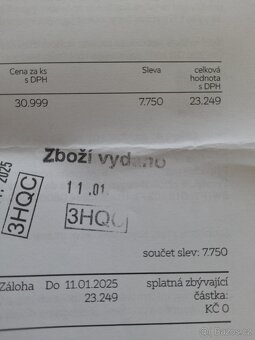 Cena za ks
s DPH
Sleva
celková
hodnota
s DPH
30.999
7.750
23.249
Zboží vydáno
. 2025
11.01.
3HQC
3HQC
součet slev: 7.750
Záloha Do 11.01.2025 splatná zbývající
23.249 částka:
KČ 0